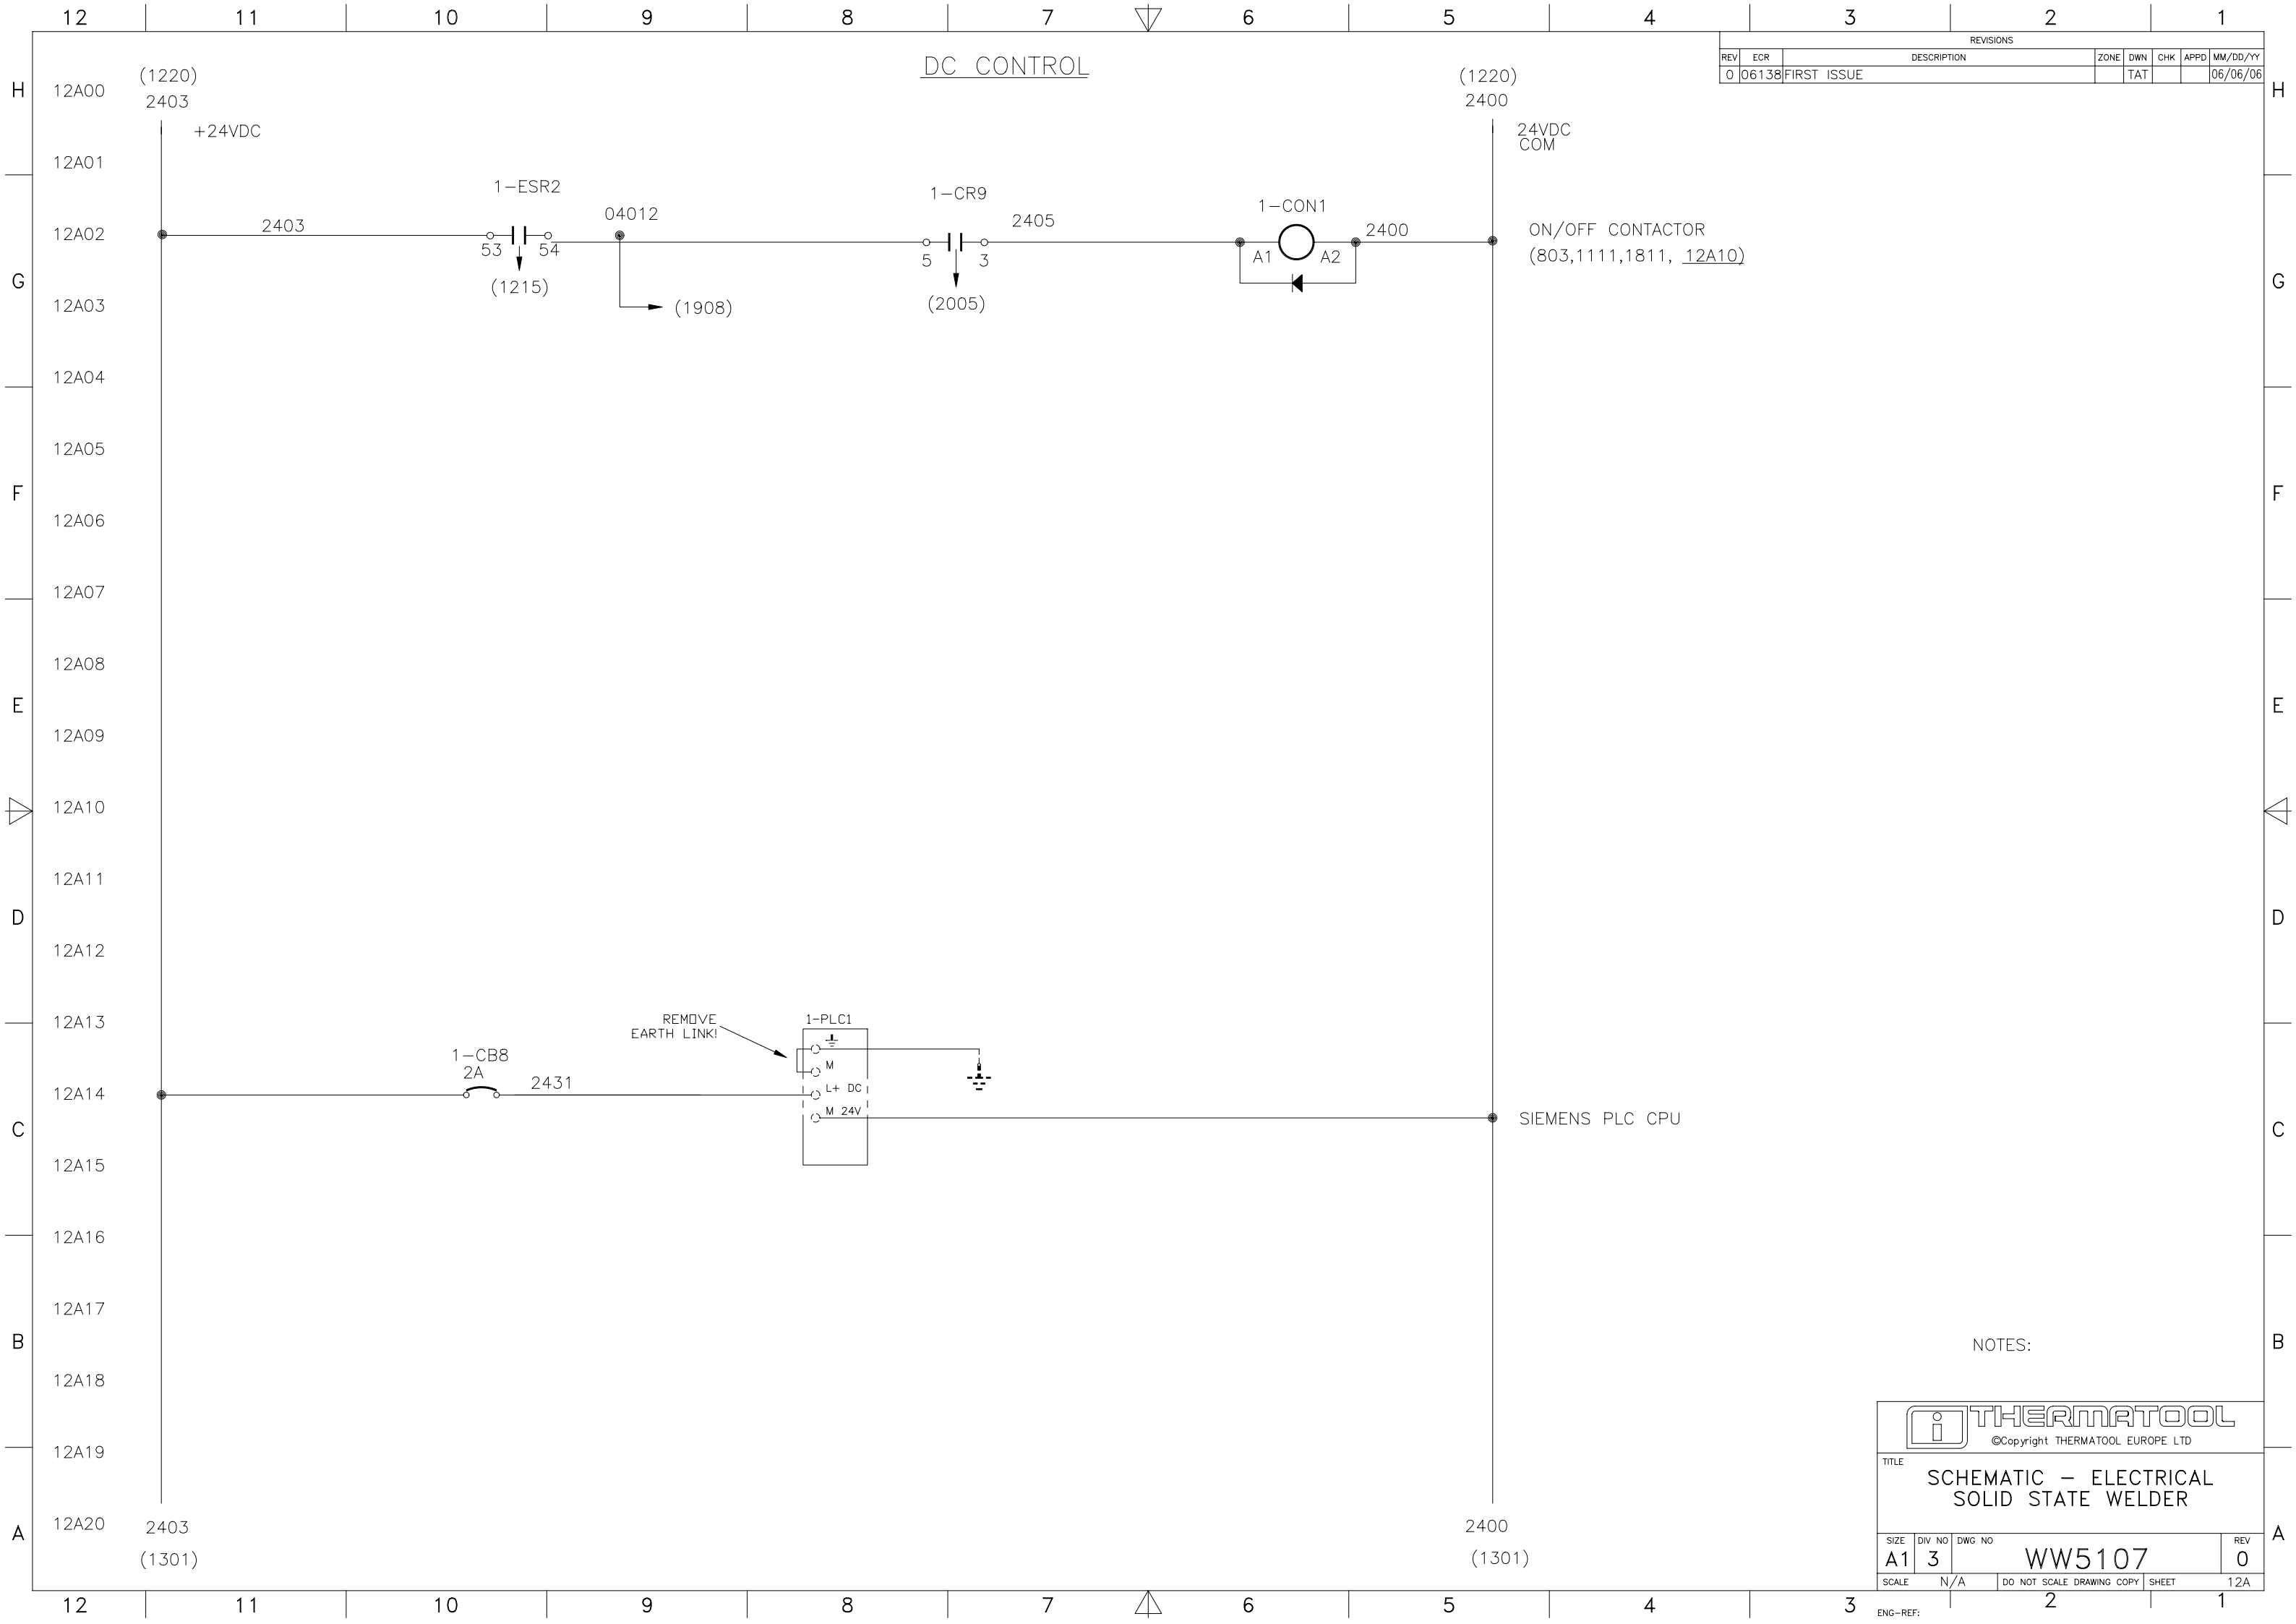 12 11 10 9 8 7 6 5 4 3 2 1
REVISIONS
REV ECR DESCRIPTION ZONE DWN CHK APPD MM/DD/YY
0 06138 FIRST ISSUE TAT 06/06/06
DC CONTROL
H H
12A00 (1220) (1220)
2403 2400
+24VDC 24VDC
COM
12A01
1-ESR2 1-CR9 1-CON1
12A02 2403 04012 2405 2400 ON/OFF CONTACTOR
53 54 5 3 A1 A2 (803,1111,1811, 12A10)
G G
(1215) (2005)
12A03 (1908)
12A04
12A05
F F
12A06
12A07
12A08
E E
12A09
12A10
12A11
D D
12A12
12A13 REMOVE 1-PLC1
EARTH LINK!
1-CB8 M
2A
12A14 2431 L+ DC
M 24V SIEMENS PLC CPU
C C
12A15
12A16
12A17
B NOTES: B
12A18
THERMATOOL
12A19 ©Copyright THERMATOOL EUROPE LTD
TITLE
SCHEMATIC - ELECTRICAL
SOLID STATE WELDER
A 12A20 2403 2400 A
(1301) (1301)
SIZE DIV NO DWG NO REV
A1 3 WW5107 0
SCALE N/A DO NOT SCALE DRAWING COPY SHEET 12A
12 11 10 9 8 7 6 5 4 3 2 1
ENG-REF: